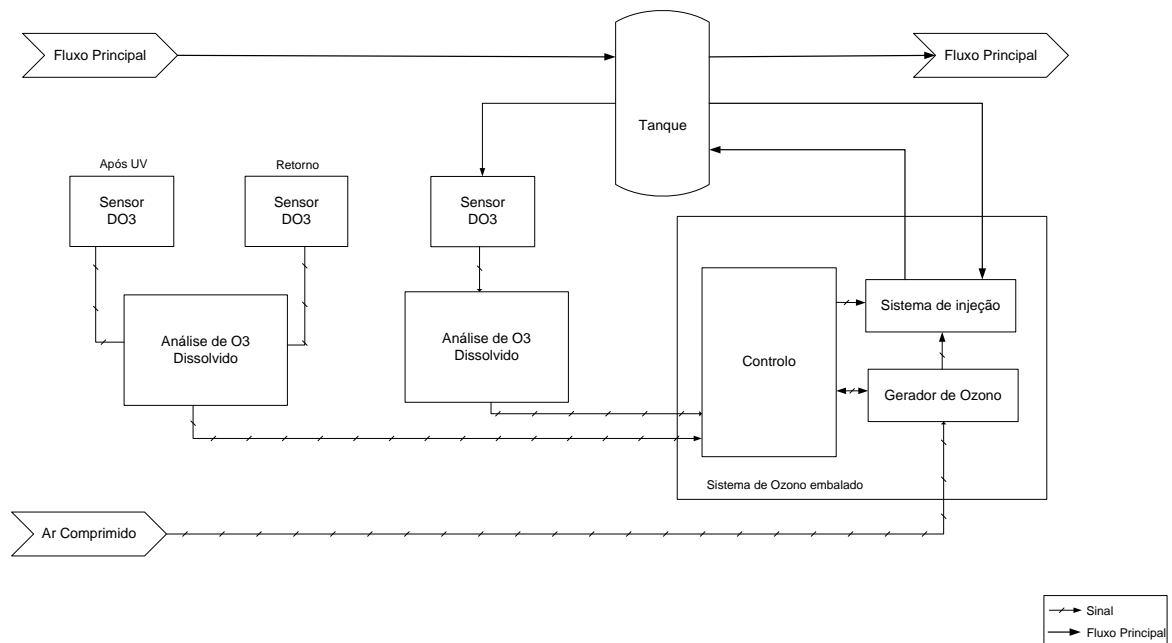 Fluxo Principal
Fluxo Principal
Tanque
Após UV
Retorno
Sensor
DO3
Sensor
DO3
Sensor
DO3
Análise de O3
Dissolvido
Análise de O3
Dissolvido
Controlo
Sistema de injeção
Gerador de Ozono
Sistema de Ozono embalado
Ar Comprimido
Sinal
Fluxo Principal